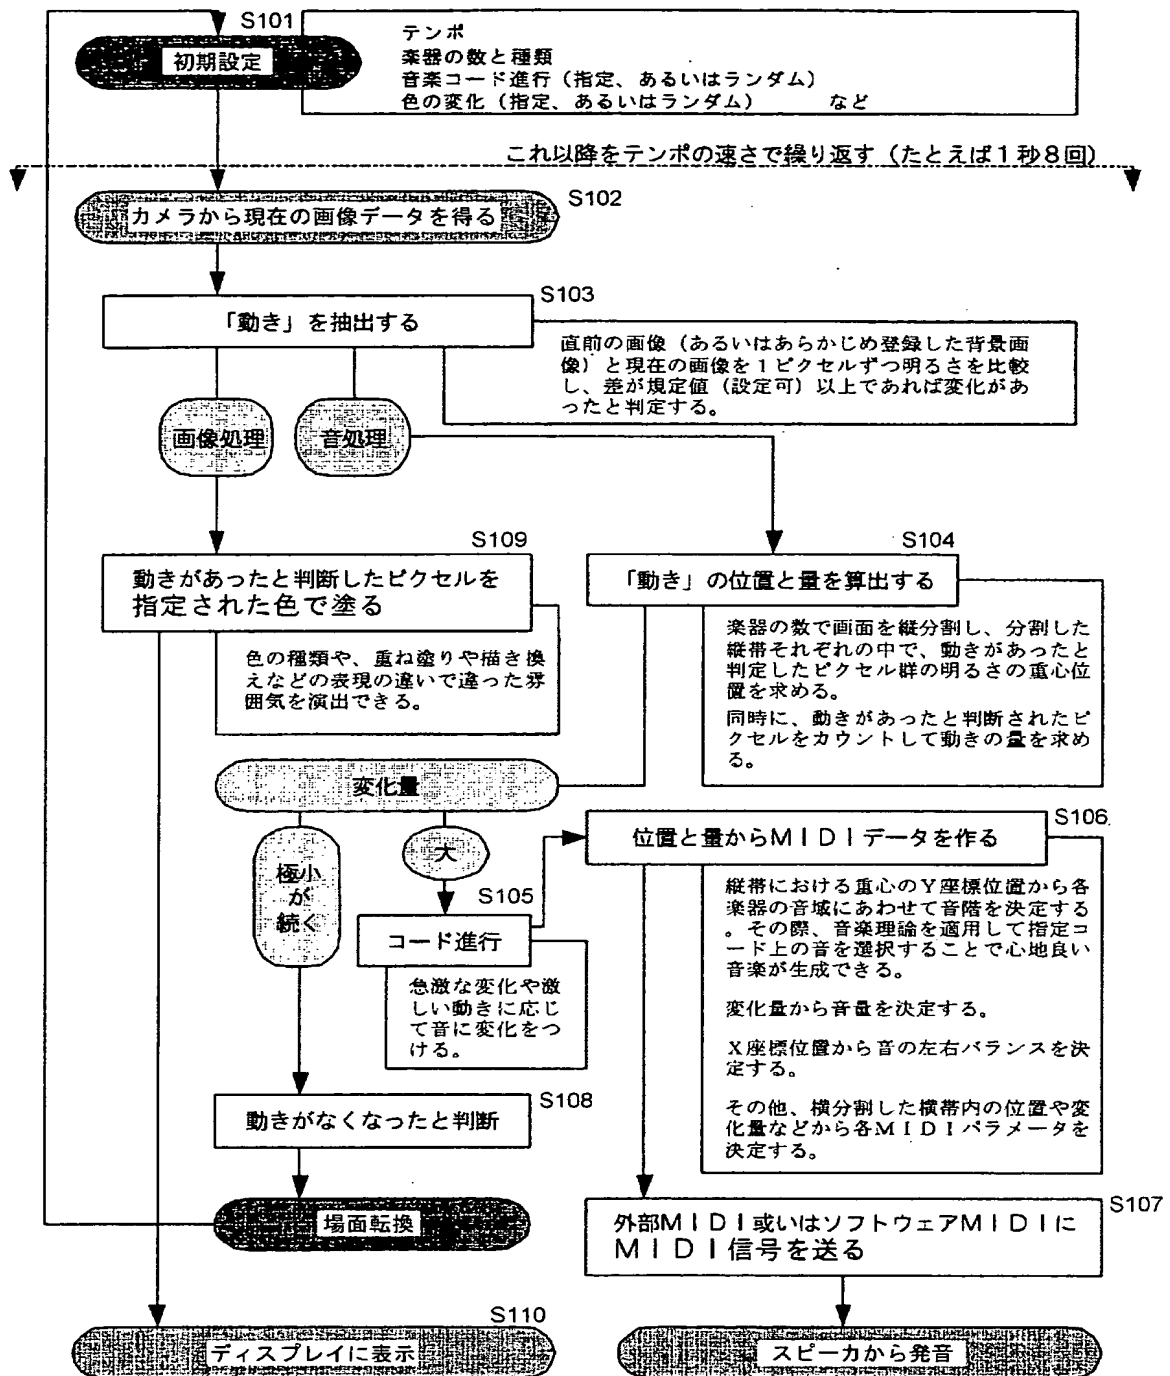 S101
初期設定
テンポ
楽器の数と種類
音楽コード進行（指定、あるいはランダム）
色の変化（指定、あるいはランダム）　　など
これ以降をテンポの速さで繰り返す（たとえば１秒８回）
S102
カメラから現在の画像データを得る
S103
「動き」を抽出する
直前の画像（あるいはあらかじめ登録した背景画
像）と現在の画像を１ピクセルずつ明るさを比較
し、差が規定値（設定可）以上であれば変化があ
ったと判定する。
画像処理
音処理
S109
動きがあったと判断したピクセルを
指定された色で塗る
色の種類や、重ね塗りや描き換
えなどの表現の違いで違った雰
囲気を演出できる。
S104
「動き」の位置と量を算出する
楽器の数で画面を縦分割し、分割した
縦帯それぞれの中で、動きがあったと
判定したピクセル群の明るさの重心位
置を求める。
同時に、動きがあったと判断されたピ
クセルをカウントして動きの量を求め
る。
変化量
極小
が
続く
大
S105
コード進行
急激な変化や激
しい動きに応じ
て音に変化をつ
ける。
S106
位置と量からＭＩＤＩデータを作る
縦帯における重心のＹ座標位置から各
楽器の音域にあわせて音階を決定する
。その際、音楽理論を適用して指定コ
ード上の音を選択することで心地良い
音楽が生成できる。
変化量から音量を決定する。
Ｘ座標位置から音の左右バランスを決
定する。
その他、横分割した横帯内の位置や変
化量などから各ＭＩＤＩパラメータを
決定する。
S108
動きがなくなったと判断
場面転換
S107
外部ＭＩＤＩ或いはソフトウェアＭＩＤＩに
ＭＩＤＩ信号を送る
S110
ディスプレイに表示
スピーカから発音